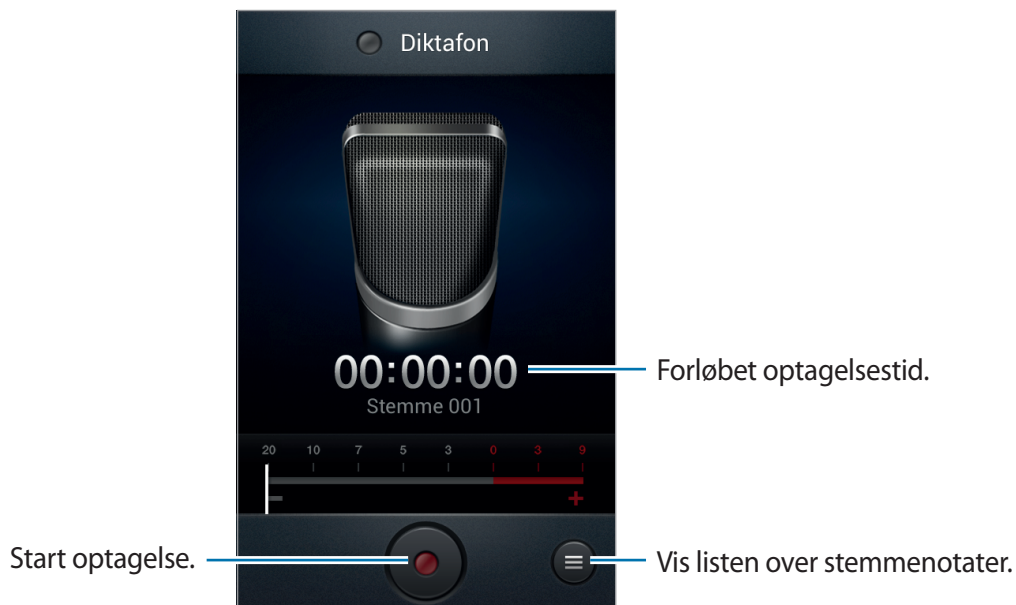 Diktafon
00:00:00
Forløbet optagelsestid.
Stemme 001
20 10 7 5 3 0 3 9
− +
Start optagelse.
Vis listen over stemmenotater.